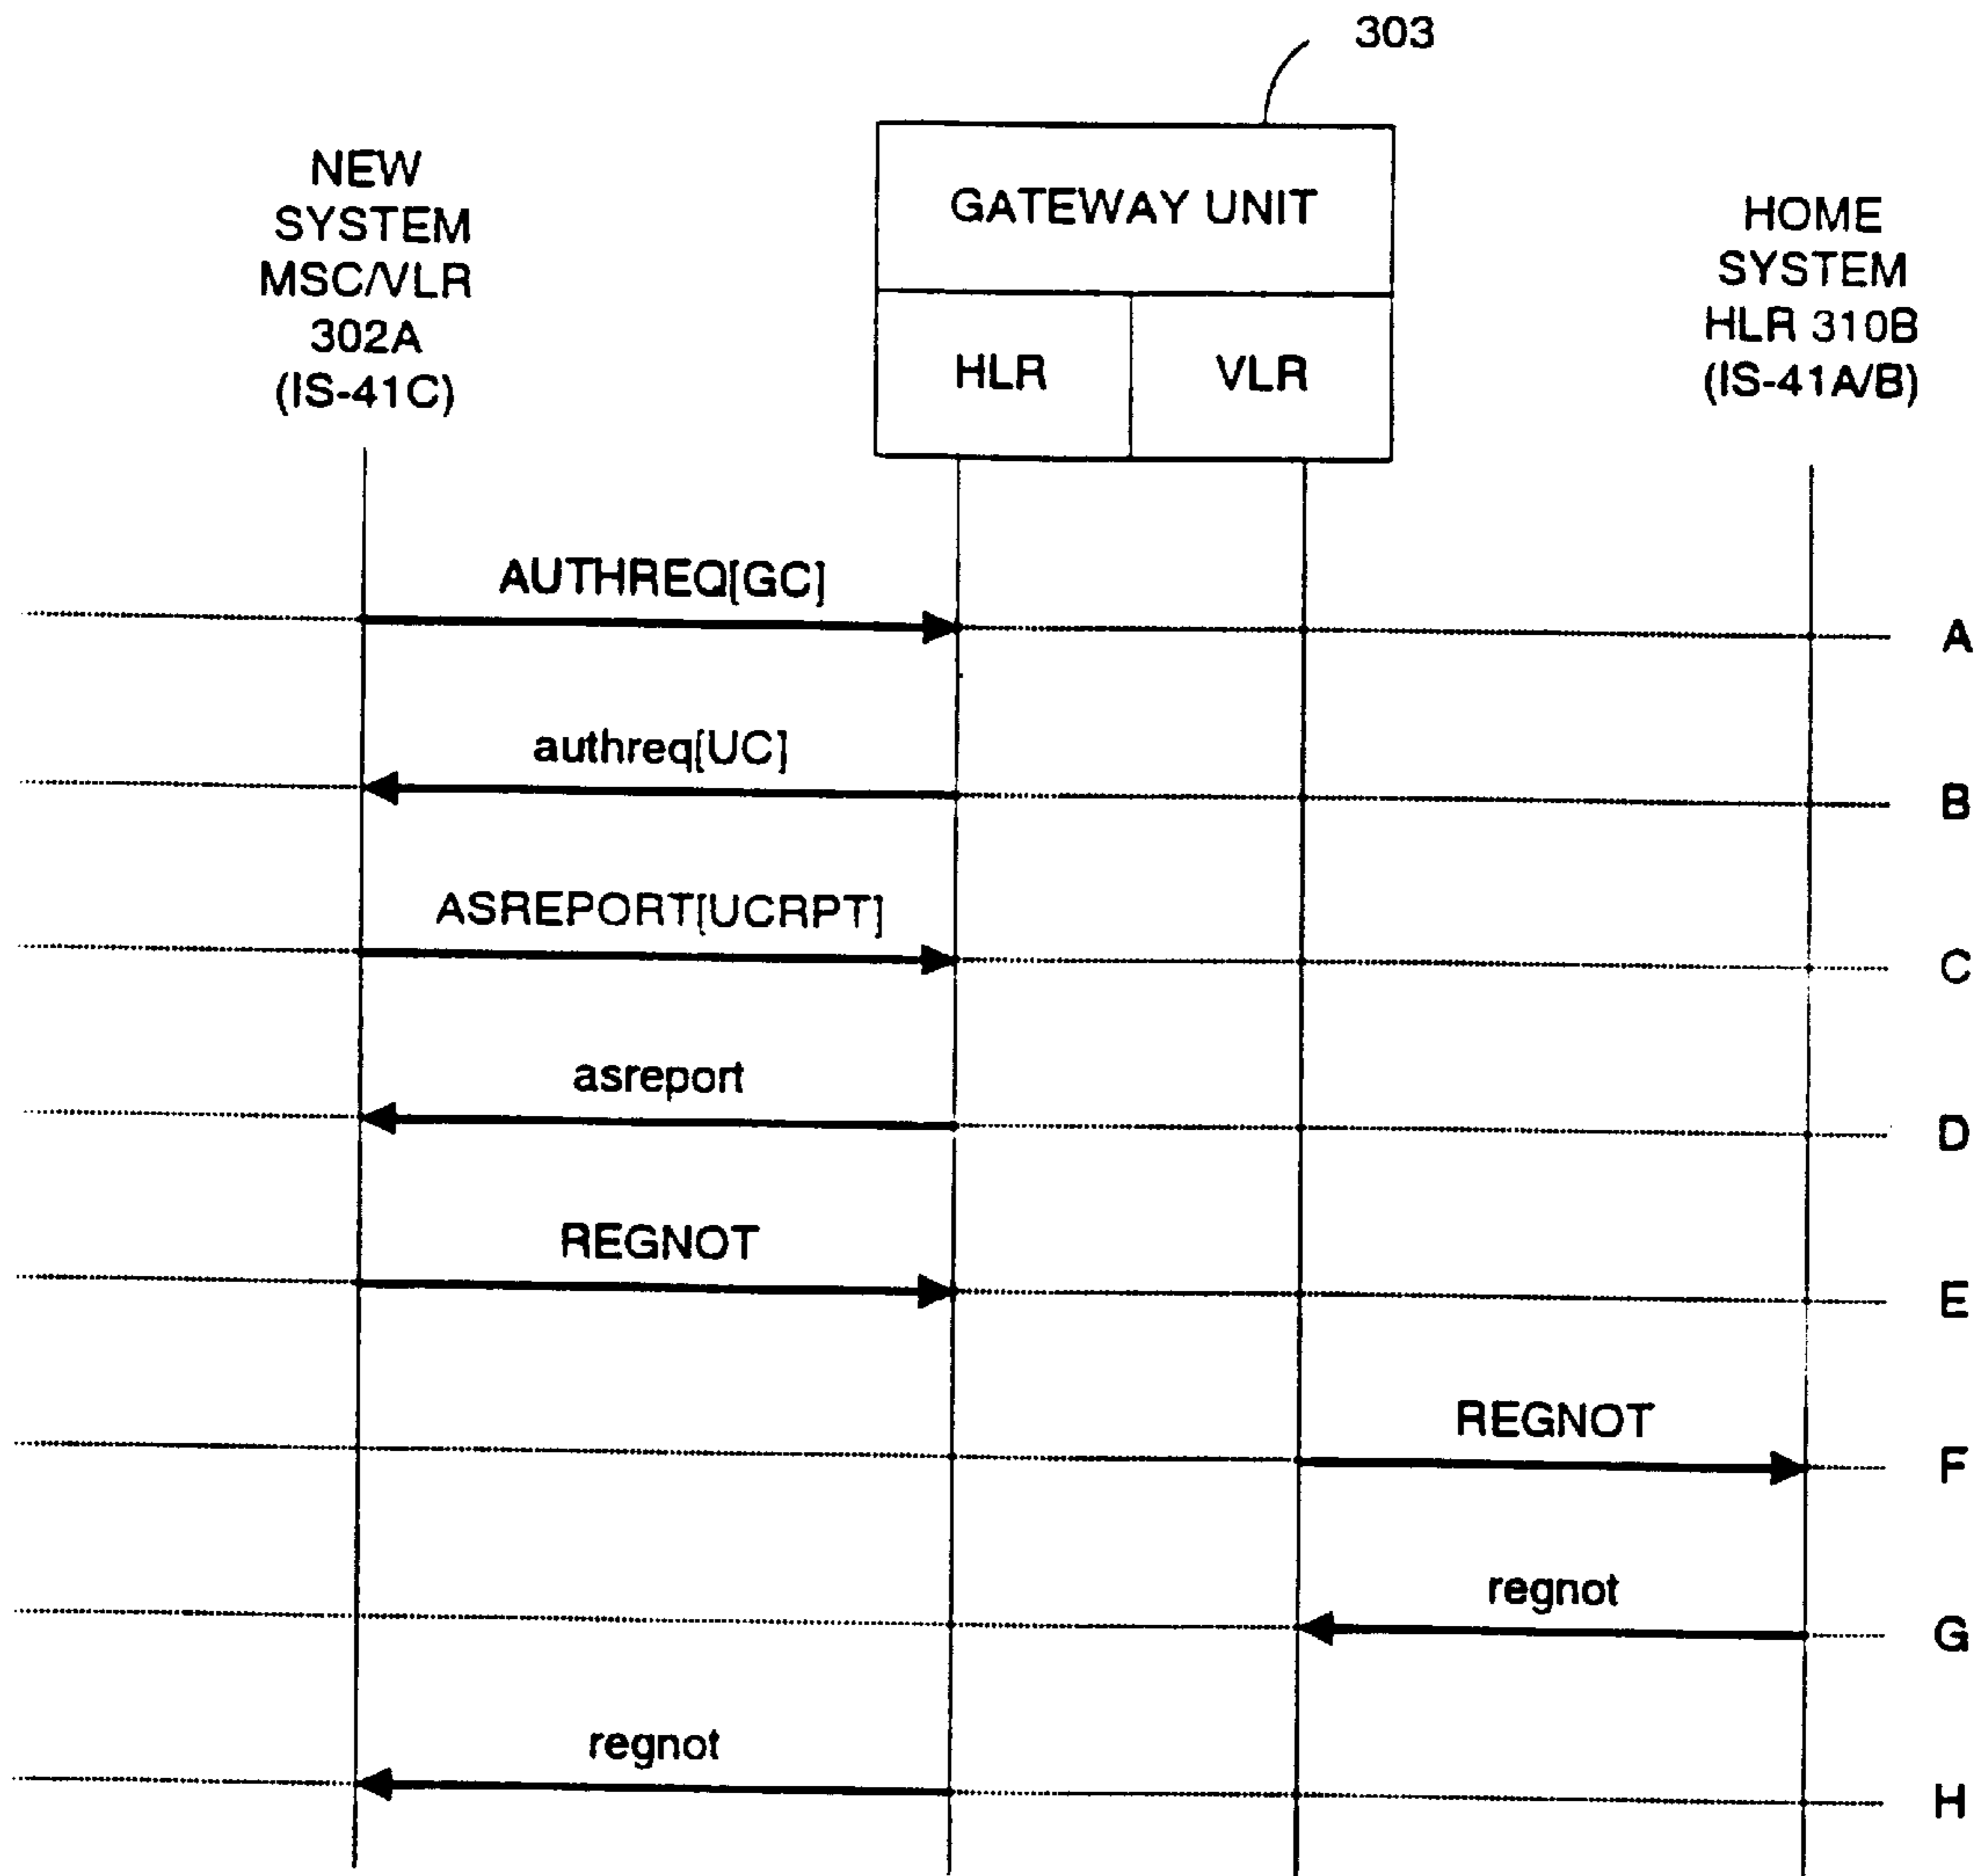 303
NEW
SYSTEM
MSC/VLR
302A
(IS-41C)
GATEWAY UNIT
HLR
VLR
HOME
SYSTEM
HLR 310B
(IS-41A/B)
AUTHREQ[GC]
A
authreq[UC]
B
ASREPORT[UCRPT]
C
asreport
D
REGNOT
E
REGNOT
F
regnot
G
regnot
H